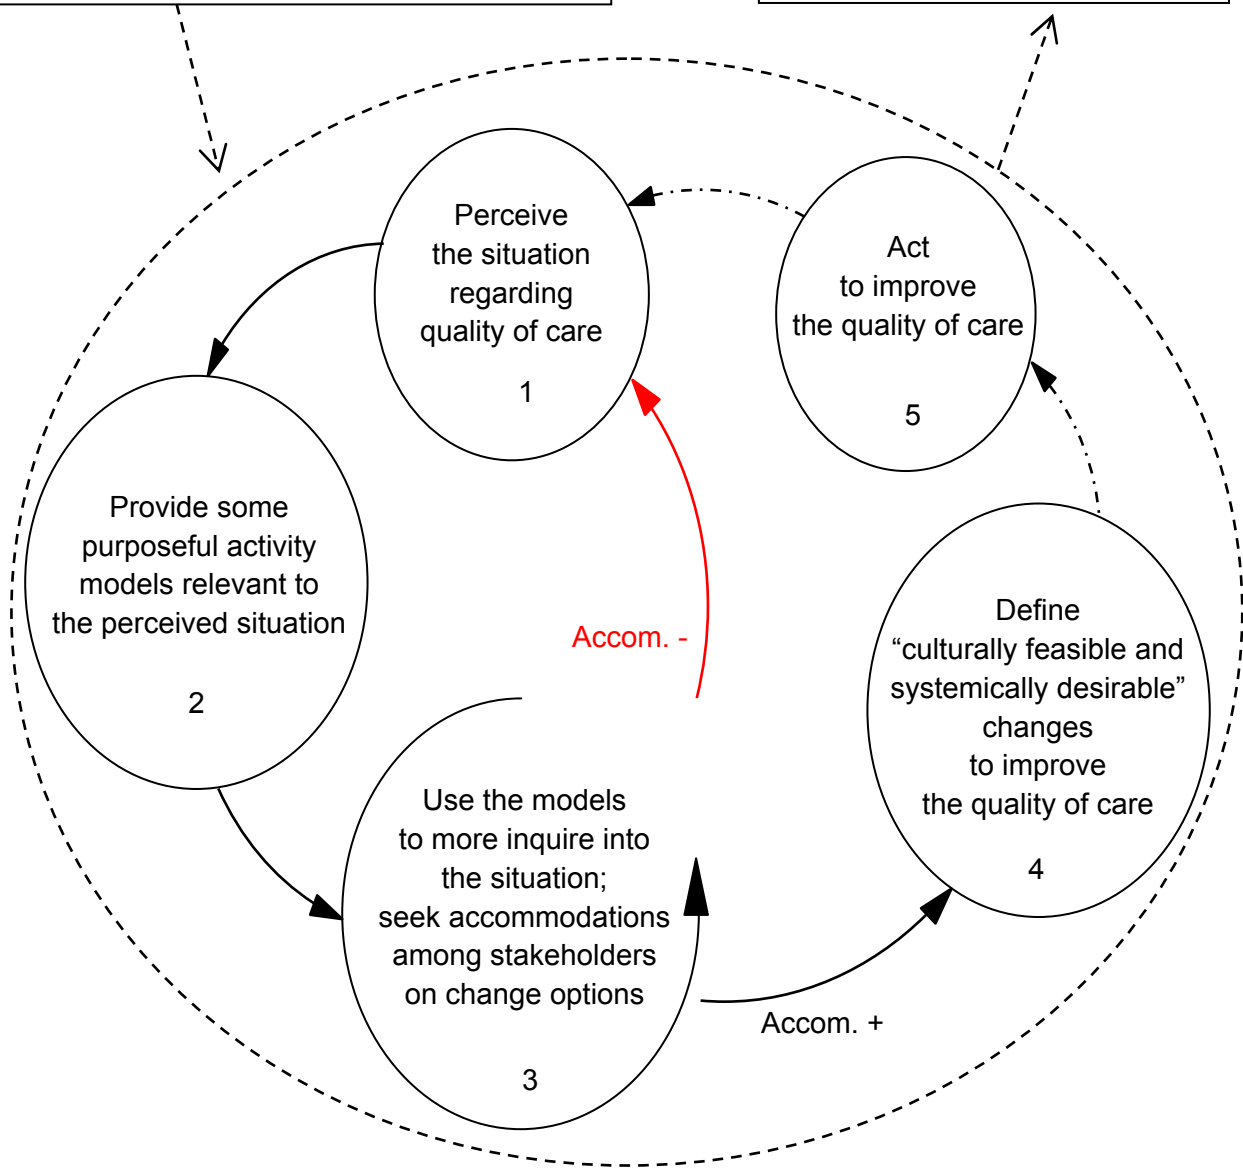 Perceive
the situation
regarding
quality of care
1
Act
to improve
the quality of care
5
Provide some
purposeful activity
models relevant to
the perceived situation
2
Accom. -
Define
“culturally feasible and
systemically desirable”
changes
to improve
the quality of care
4
Use the models
to more inquire into
the situation;
seek accommodations
among stakeholders
on change options
3
Accom. +